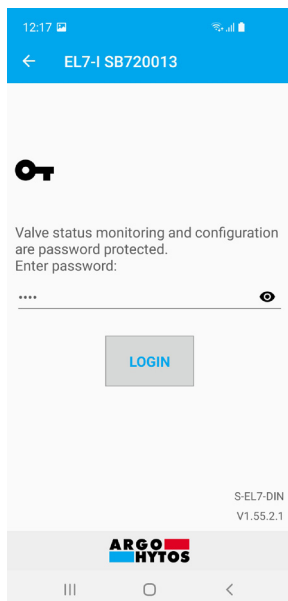 12:17
EL7-I SB720013
Valve status monitoring and configuration
are password protected.
Enter password:
····
LOGIN
S-EL7-DIN
V1.55.2.1
ARGO
HYTOS